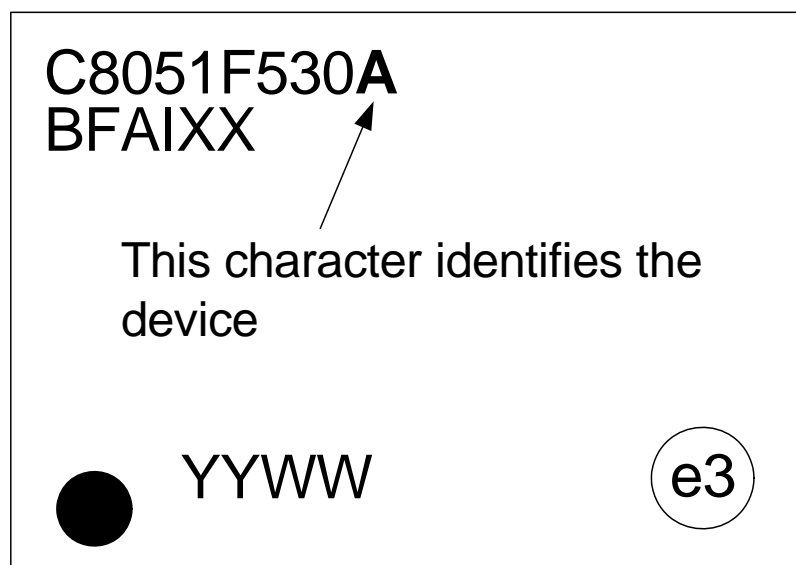 C8051F530A
BFAIXX
This character identifies the
device
YYWW
e3